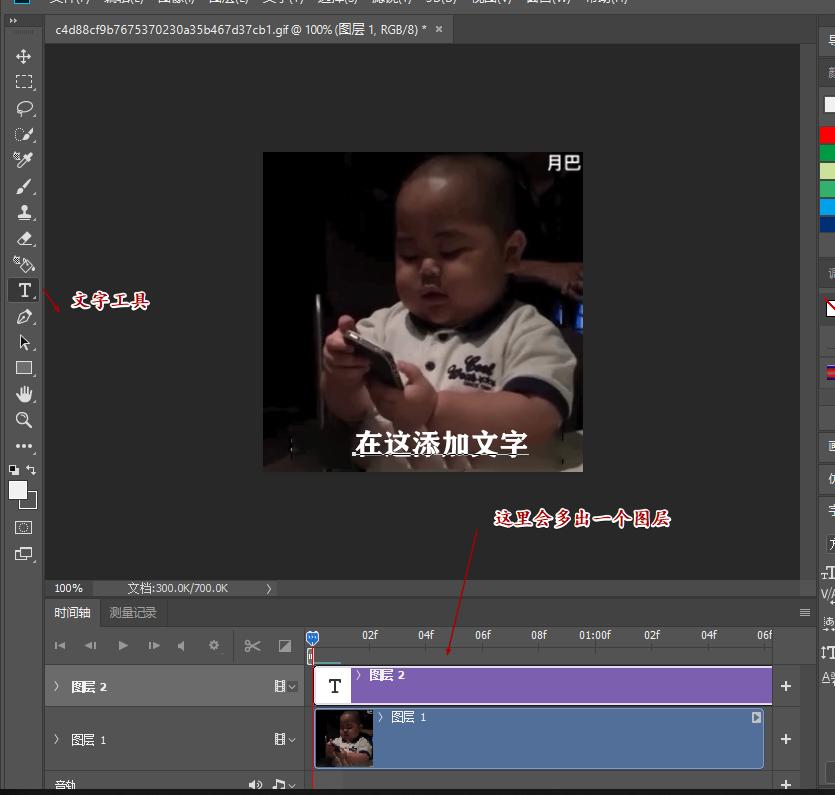 c4d88cf9b7675370230a35b467d37cb1.gif @ 100% (图层 1, RGB/8) * ×
月巴
文字工具
Cool
在这添加文字
这里会多出一个图层
100% 文档:300.0K/700.0K
时间轴 测量记录
00 02f 04f 06f 08f 01:00f 02f 04f 06f
图层 2 T 图层 2
图层 1 图层 1
音轨